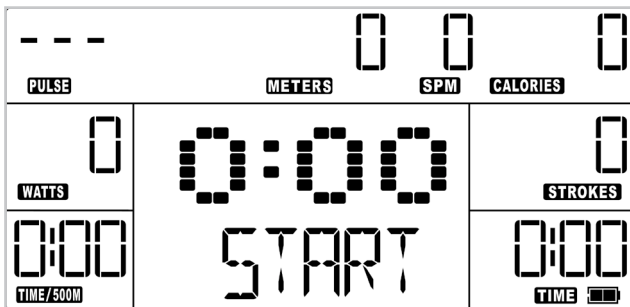 --- 0 0 0
PULSE METERS SPM CALORIES
0 0:00 0
WATTS STROKES
0:00 START 0:00
TIME/500M TIME